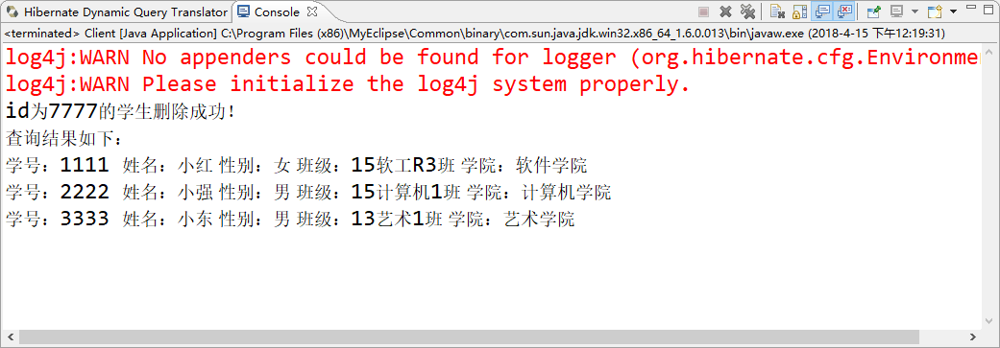 Hibernate Dynamic Query Translator Console
<terminated> Client [Java Application] C:\Program Files (x86)\MyEclipse\Common\binary\com.sun.java.jdk.win32.x86_64_1.6.0.013\bin\javaw.exe (2018-4-15 下午12:19:31)
log4j:WARN No appenders could be found for logger (org.hibernate.cfg.Environme
log4j:WARN Please initialize the log4j system properly.
id为7777的学生删除成功!
查询结果如下:
学号: 1111 姓名: 小红 性别: 女 班级: 15软工R3班 学院: 软件学院
学号: 2222 姓名: 小强 性别: 男 班级: 15计算机1班 学院: 计算机学院
学号: 3333 姓名: 小东 性别: 男 班级: 13艺术1班 学院: 艺术学院